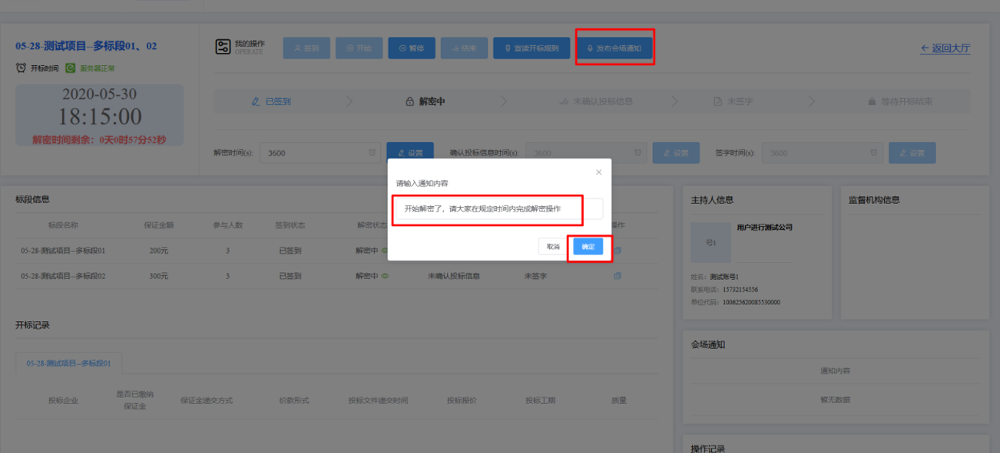 05-28-测试项目--多标段01、02
开标时间 服务器正常
2020-05-30
18:15:00
解密时间剩余：0天0时57分52秒
我的操作
OPERATE
签到
开始
暂停
结束
宣读开标规则
发布会场通知
← 返回大厅
已签到
解密中
未确认投标信息
未签字
等待开标结束
解密时间(s): 3600 设置
确认投标信息时间(s): 3600 设置
签字时间(s): 3600 设置
请输入通知内容
开始解密了，请大家在规定时间内完成解密操作
取消 确定
标段信息
标段名称 保证金额 参与人数 签到状态 解密状态 操作
05-28-测试项目--多标段01 200元 3 已签到 解密中
05-28-测试项目--多标段02 300元 3 已签到 解密中 未确认投标信息 未签字
开标记录
05-28-测试项目--多标段01
投标企业 是否已缴纳保证金 保证金递交方式 价款形式 投标文件递交时间 投标报价 投标工期 质量
主持人信息
号1
用户进行测试公司
姓名：测试账号1
联系电话：15732154556
单位代码：100625620085530000
监督机构信息
会场通知
通知内容
暂无数据
操作记录